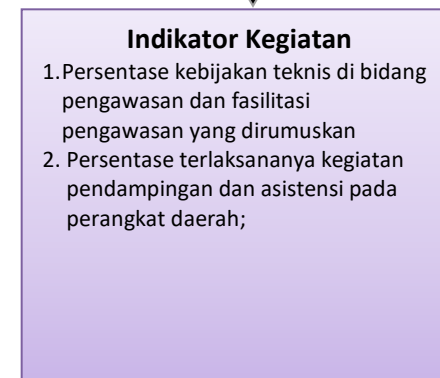 Indikator Kegiatan
1.Persentase kebijakan teknis di bidang
pengawasan dan fasilitasi
pengawasan yang dirumuskan
2. Persentase terlaksananya kegiatan
pendampingan dan asistensi pada
perangkat daerah;